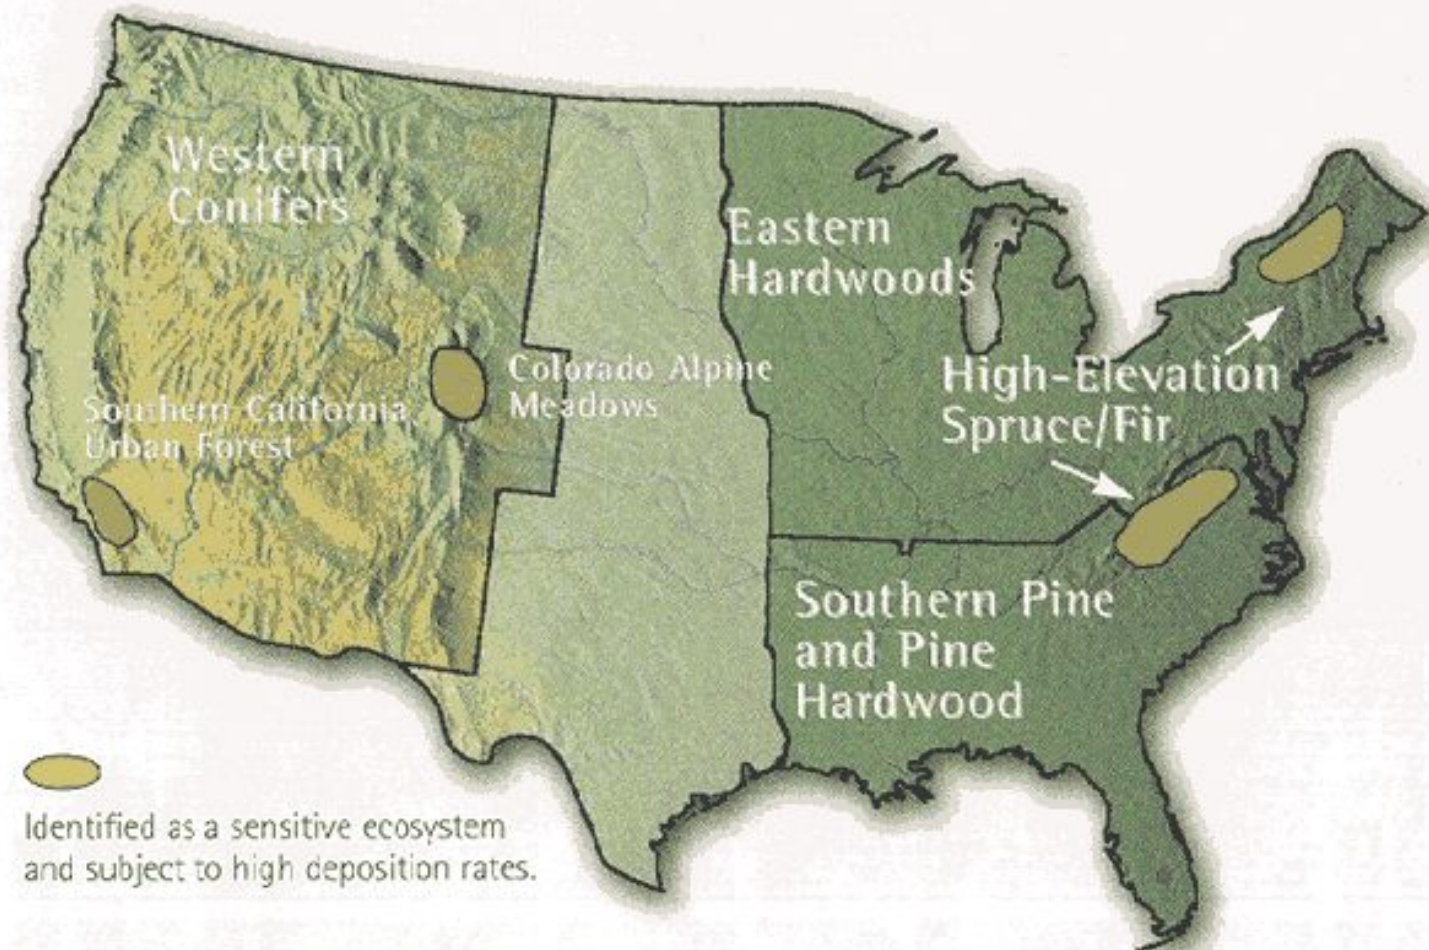 Western
Conifers
Eastern
Hardwoods
Colorado Alpine
Meadows
High-Elevation
Spruce/Fir
Southern California
Urban Forest
Southern Pine
and Pine
Hardwood
Identified as a sensitive ecosystem
and subject to high deposition rates.